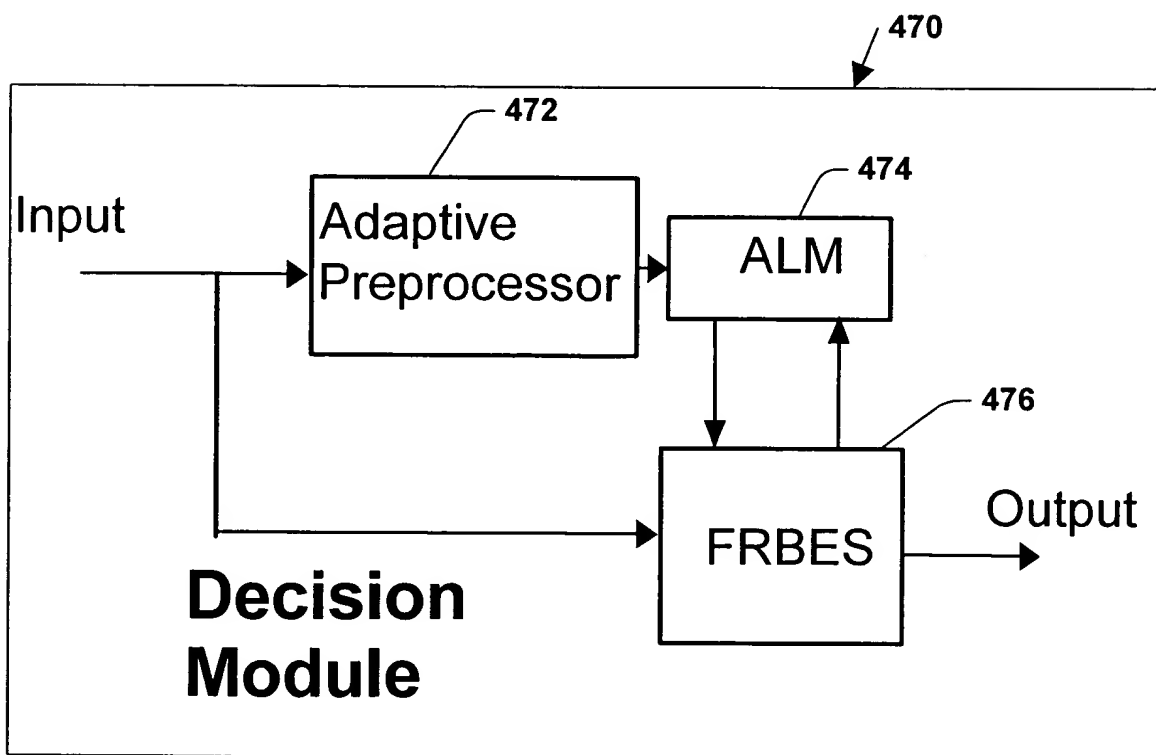 470
472
474
Input
Adaptive
Preprocessor
ALM
476
FRBES
Output
Decision
Module